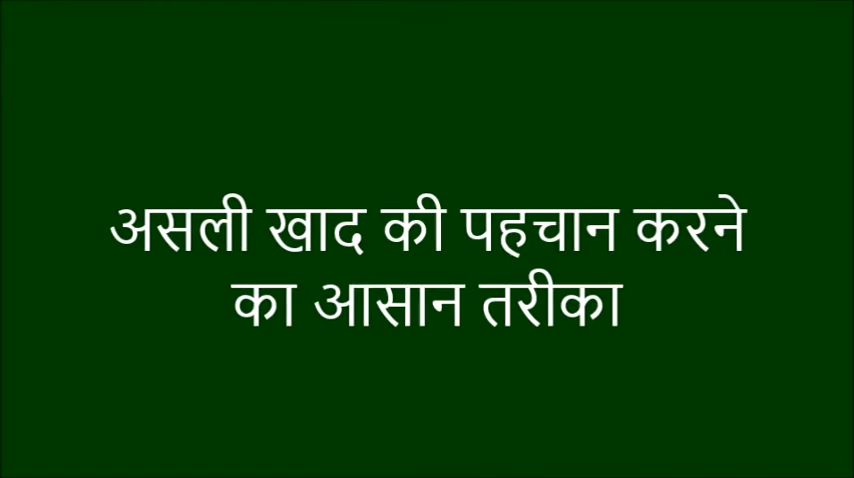 असली खाद की पहचान करने
का आसान तरीका